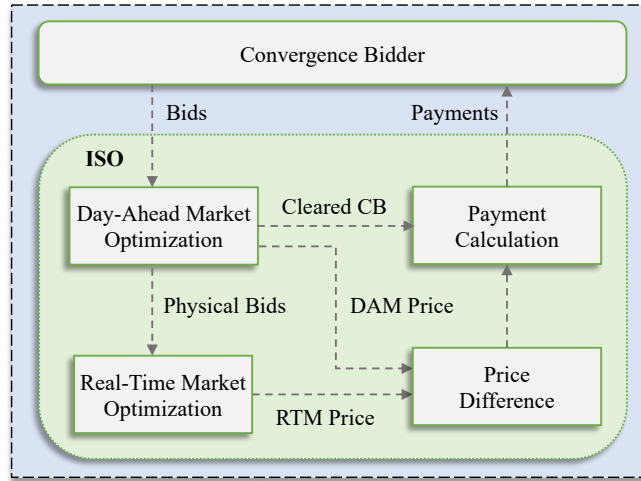 Convergence Bidder
Bids
Payments
ISO
Day-Ahead Market
Optimization
Cleared CB
Payment
Calculation
Physical Bids
DAM Price
Real-Time Market
Optimization
RTM Price
Price
Difference